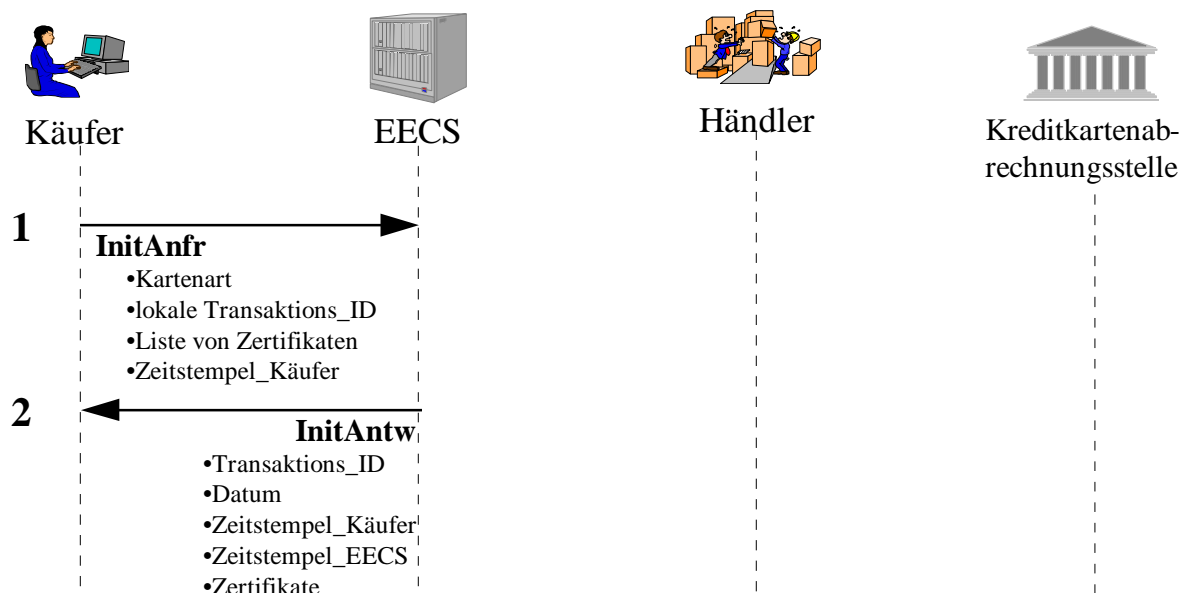 Käufer
EECS
Händler
Kreditkartenab-
rechnungsstelle
1
InitAnfr
•Kartenart
•lokale Transaktions_ID
•Liste von Zertifikaten
•Zeitstempel_Käufer
2
InitAntw
•Transaktions_ID
•Datum
•Zeitstempel_Käufer
•Zeitstempel_EECS
•Zertifikate